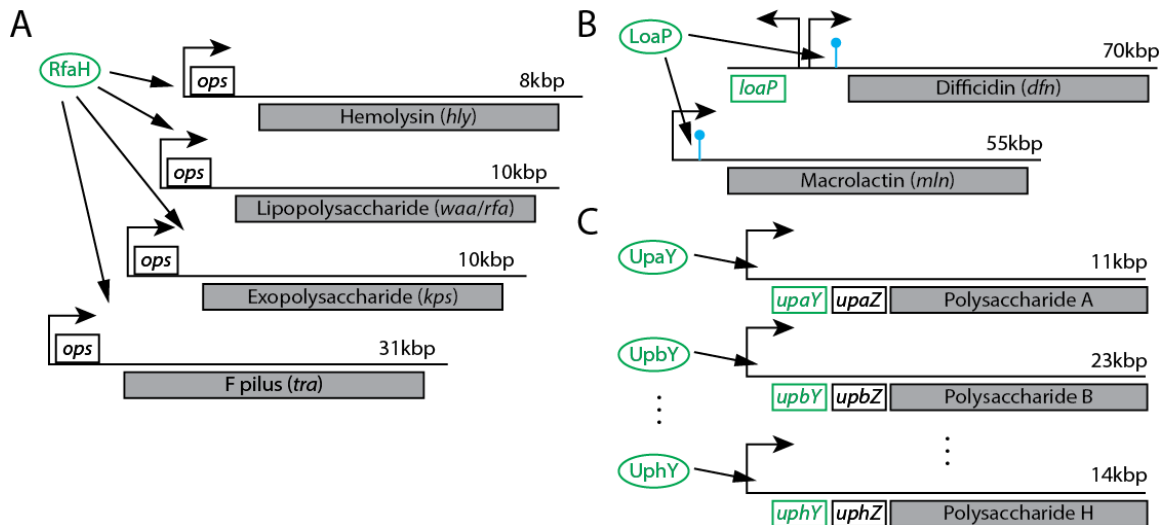 A
RfaH
ops
8kbp
Hemolysin (hly)
ops
10kbp
Lipopolysaccharide (waa/rfa)
ops
10kbp
Exopolysaccharide (kps)
ops
31kbp
F pilus (tra)
B
LoaP
70kbp
loaP
Difficidin (dfn)
55kbp
Macrolactin (mln)
C
UpaY
11kbp
upaY upaZ Polysaccharide A
UpbY
23kbp
upbY upbZ Polysaccharide B
UphY
14kbp
uphY uphZ Polysaccharide H